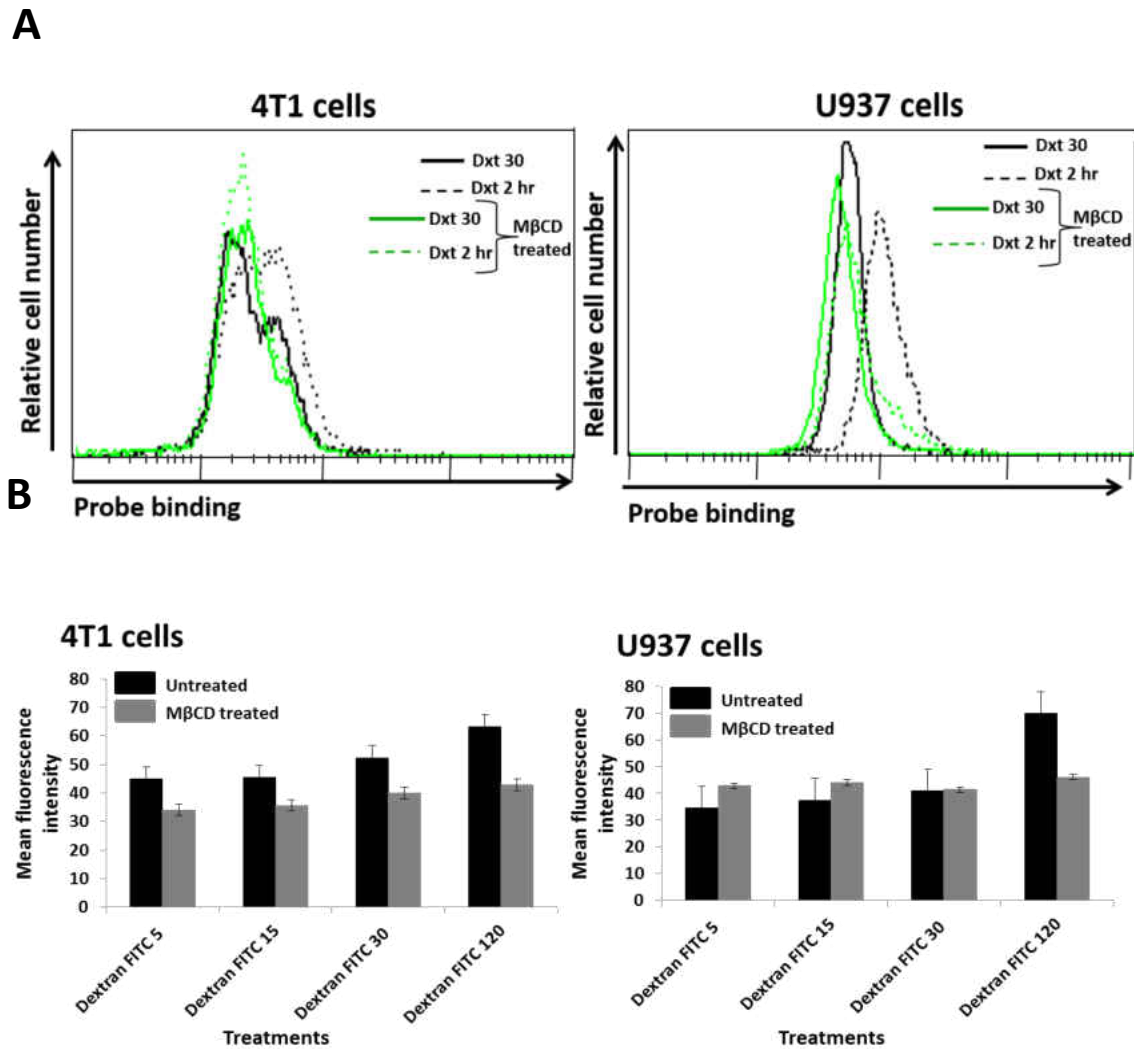 A
4T1 cells
Relative cell number
Dxt 30
Dxt 2 hr
Dxt 30
Dxt 2 hr
MβCD
treated
Probe binding
U937 cells
Relative cell number
Dxt 30
Dxt 2 hr
Dxt 30
Dxt 2 hr
MβCD
treated
Probe binding
B
4T1 cells
Mean fluorescence
intensity
80
70
60
50
40
30
20
10
0
Untreated
MβCD treated
Dextran FITC 5
Dextran FITC 15
Dextran FITC 30
Dextran FITC 120
Treatments
U937 cells
Mean fluorescence
intensity
80
70
60
50
40
30
20
10
0
Untreated
MβCD treated
Dextran FITC 5
Dextran FITC 15
Dextran FITC 30
Dextran FITC 120
Treatments